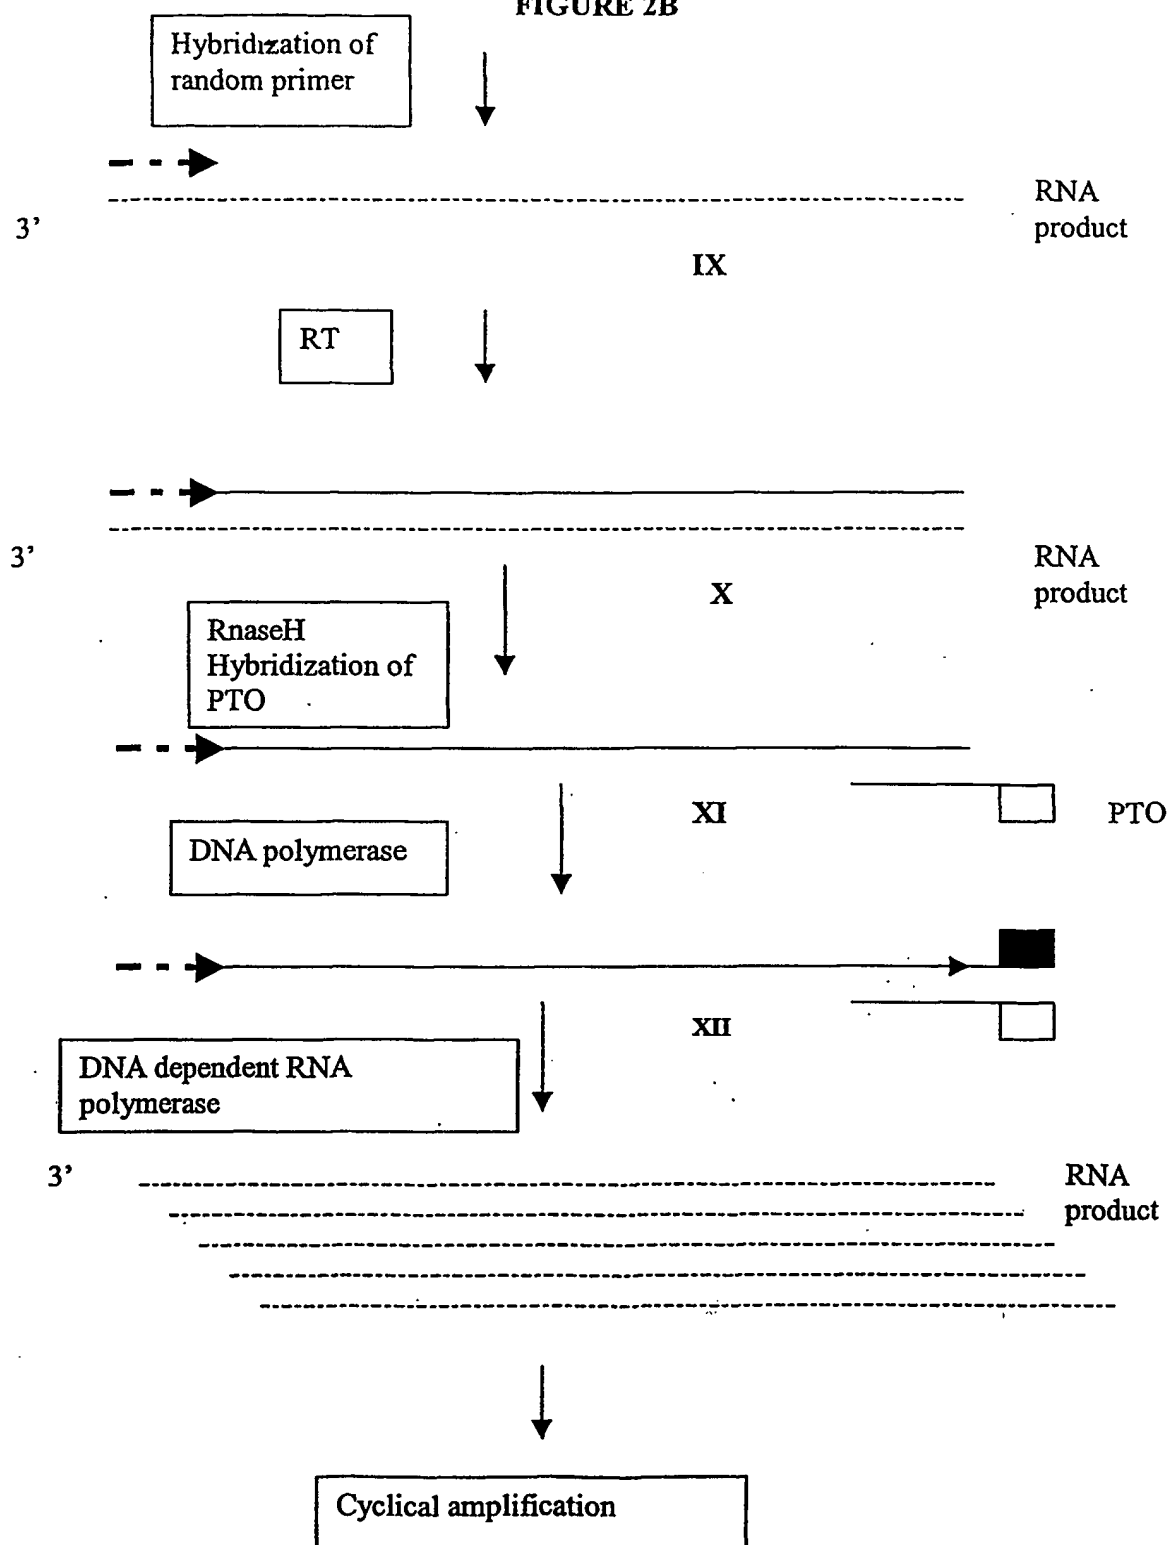 FIGURE 2B
Hybridization of
random primer
RNA
product
3’
IX
RT
3’
RNA
product
X
RnaseH
Hybridization of
PTO
XI
PTO
DNA polymerase
XII
DNA dependent RNA
polymerase
3’
RNA
product
Cyclical amplification